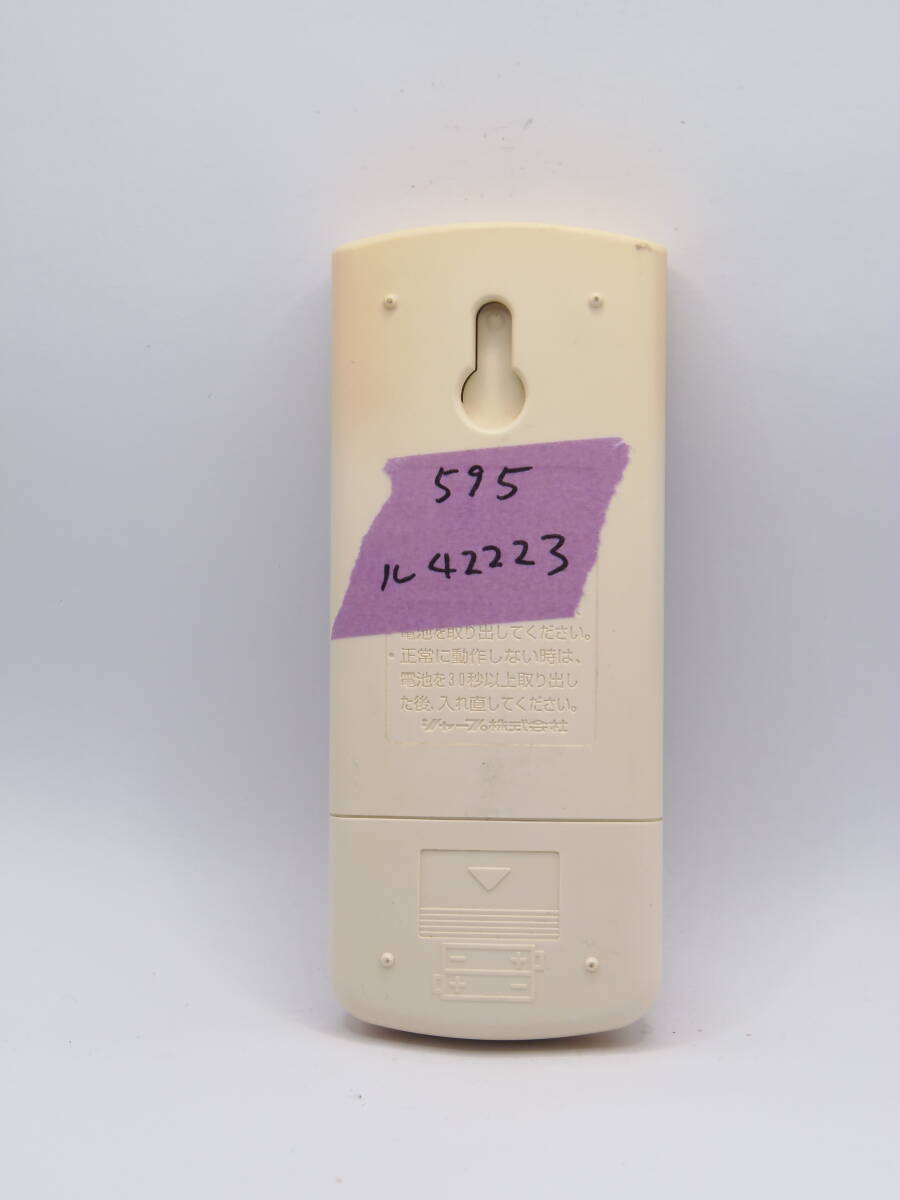 595
ル42223
電池を取り出してください。
・正常に動作しない時は、
電池を30秒以上取り出し
た後、入れ直してください。
シャープ株式会社
- +
+ -